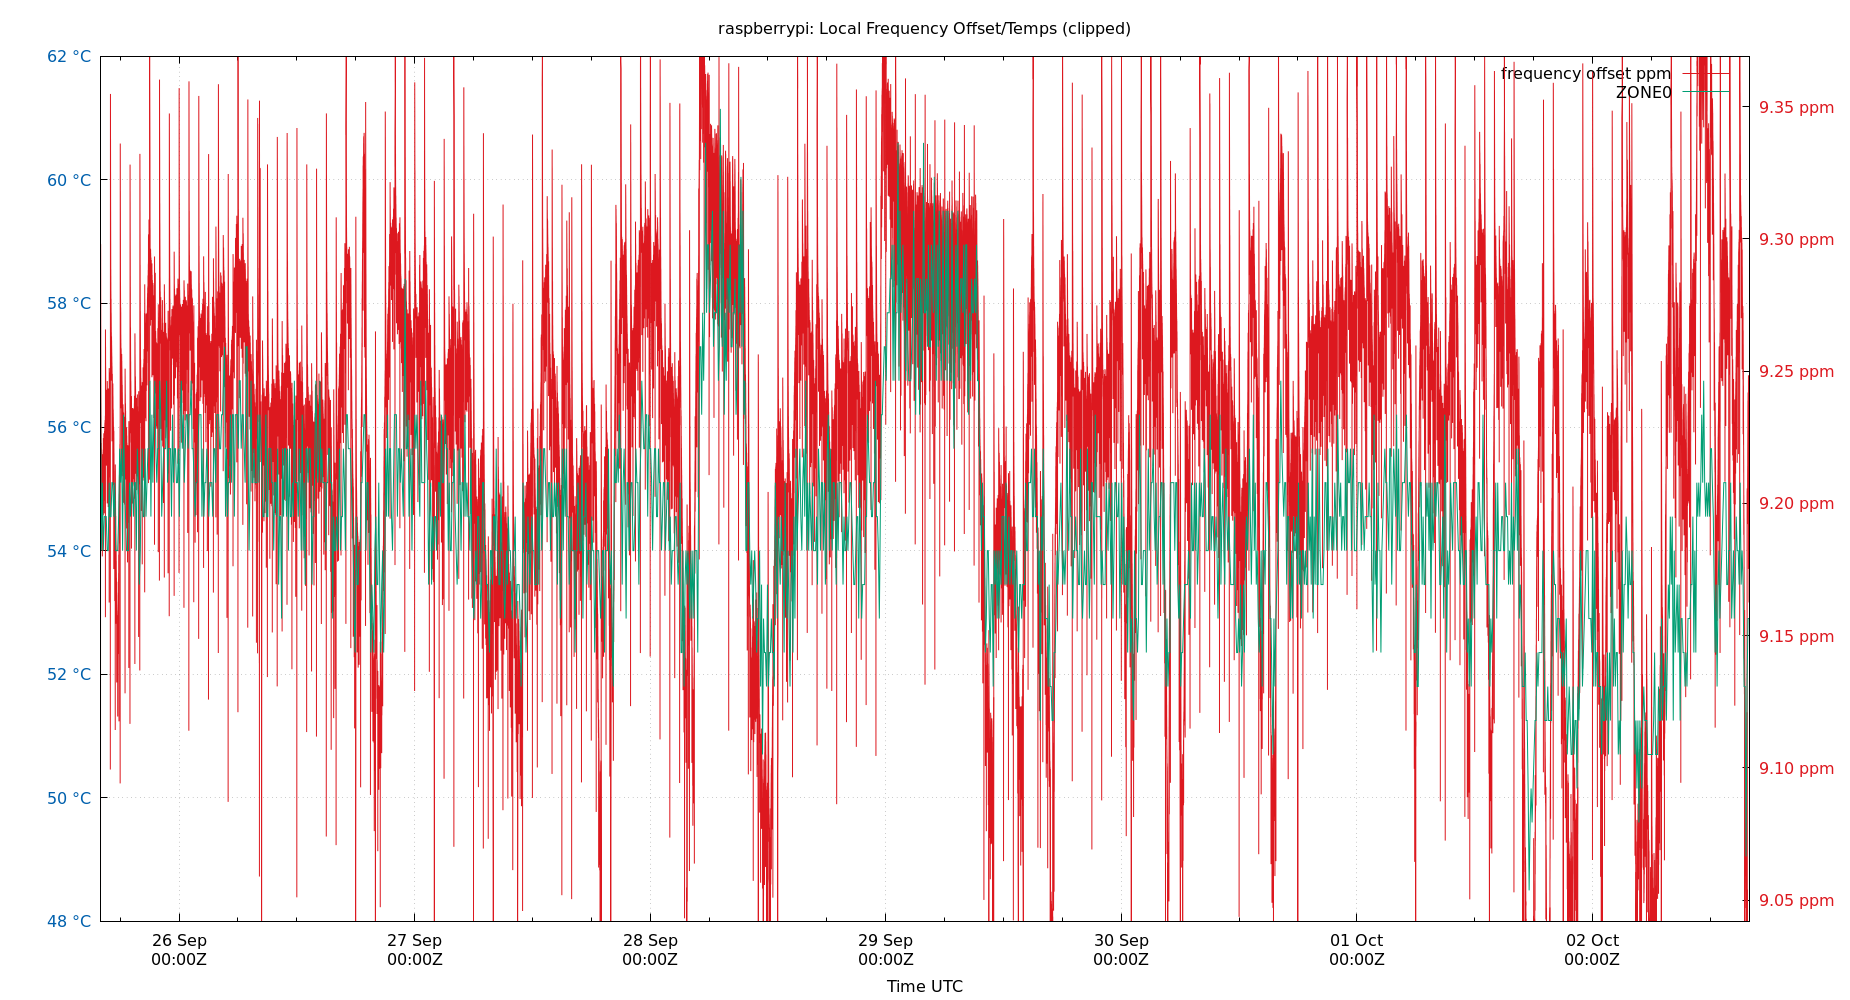 raspberrypi: Local Frequency Offset/Temps (clipped)
62 °C
60 °C
58 °C
56 °C
54 °C
52 °C
50 °C
48 °C
frequency offset ppm
ZONE0
9.35 ppm
9.30 ppm
9.25 ppm
9.20 ppm
9.15 ppm
9.10 ppm
9.05 ppm
26 Sep
00:00Z
27 Sep
00:00Z
28 Sep
00:00Z
29 Sep
00:00Z
30 Sep
00:00Z
01 Oct
00:00Z
02 Oct
00:00Z
Time UTC